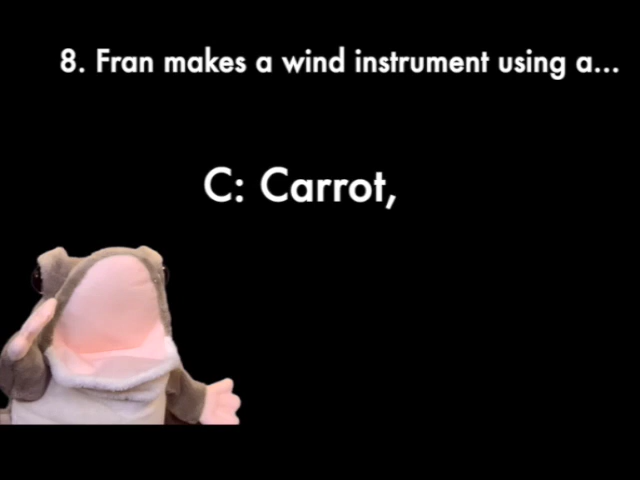 8. Fran makes a wind instrument using a...
C: Carrot,